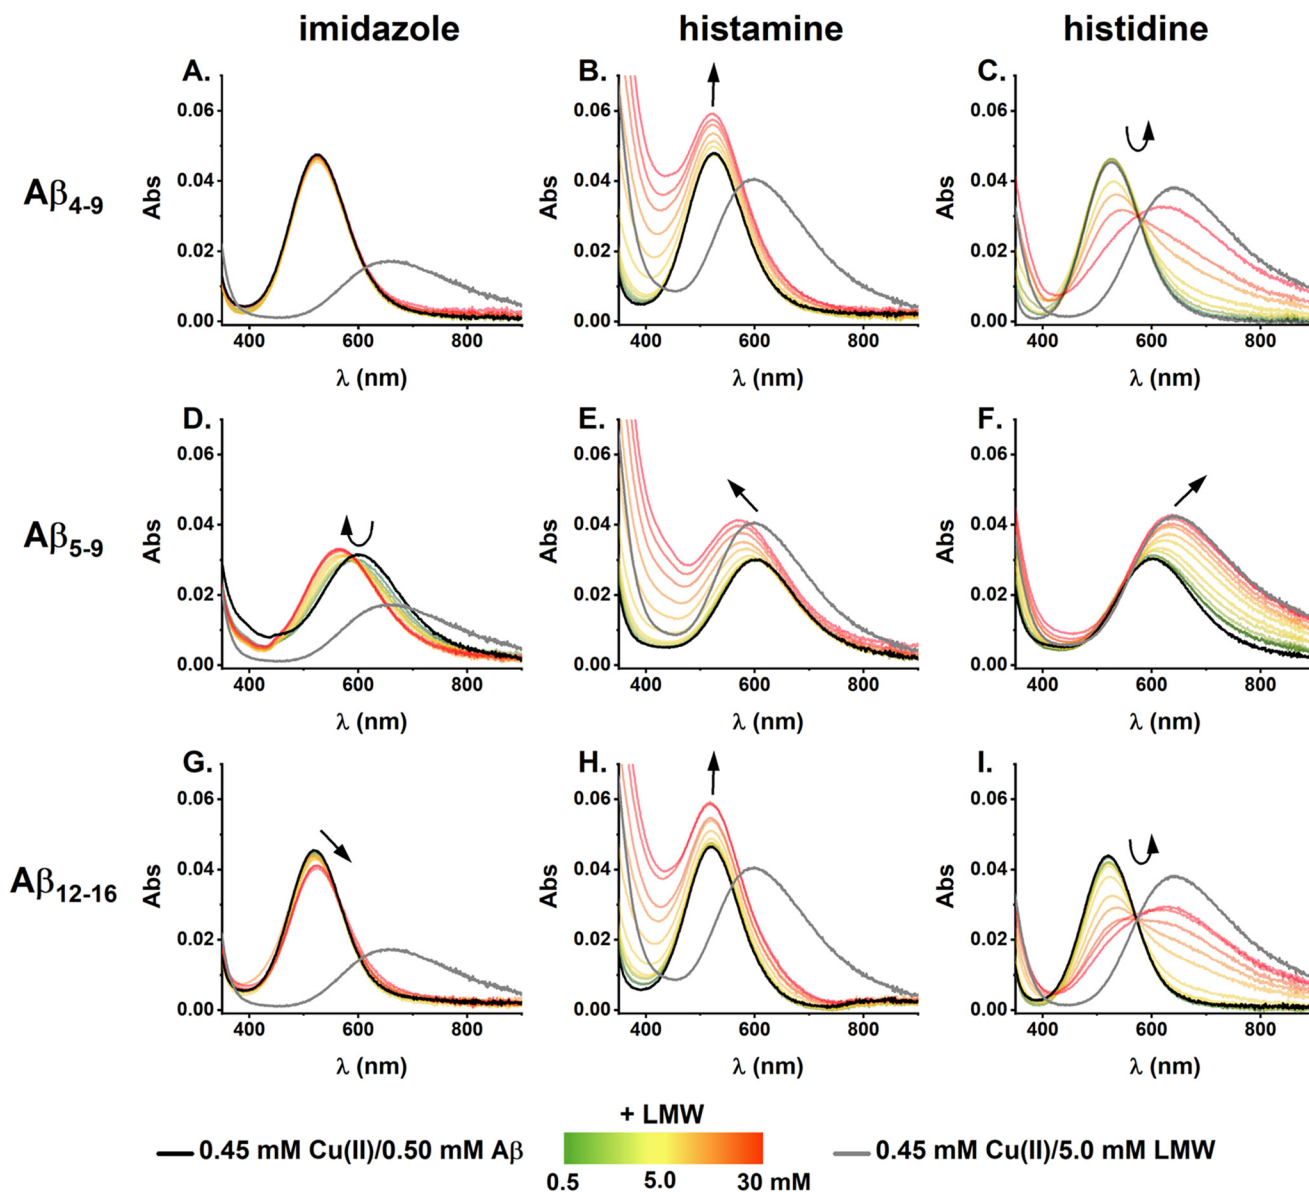 imidazole histamine histidine
A. B. C.
Aβ4-9
Abs Abs Abs
0.06 0.06 0.06
0.04 0.04 0.04
0.02 0.02 0.02
0.00 0.00 0.00
400 600 800 400 600 800 400 600 800
λ (nm) λ (nm) λ (nm)
D. E. F.
Aβ5-9
Abs Abs Abs
0.06 0.06 0.06
0.04 0.04 0.04
0.02 0.02 0.02
0.00 0.00 0.00
400 600 800 400 600 800 400 600 800
λ (nm) λ (nm) λ (nm)
G. H. I.
Aβ12-16
Abs Abs Abs
0.06 0.06 0.06
0.04 0.04 0.04
0.02 0.02 0.02
0.00 0.00 0.00
400 600 800 400 600 800 400 600 800
λ (nm) λ (nm) λ (nm)
+ LMW
0.45 mM Cu(II)/0.50 mM Aβ 0.45 mM Cu(II)/5.0 mM LMW
0.5 5.0 30 mM